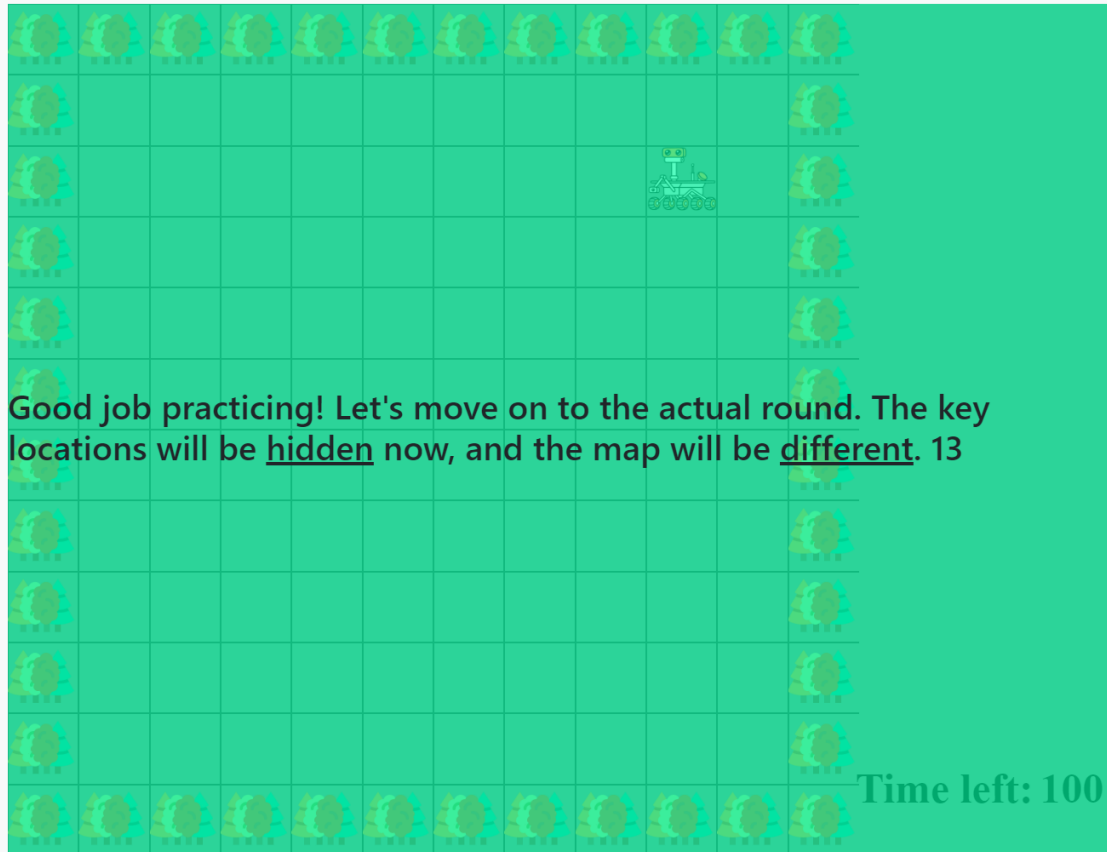 Good job practicing! Let's move on to the actual round. The key
locations will be hidden now, and the map will be different. 13
Time left: 100